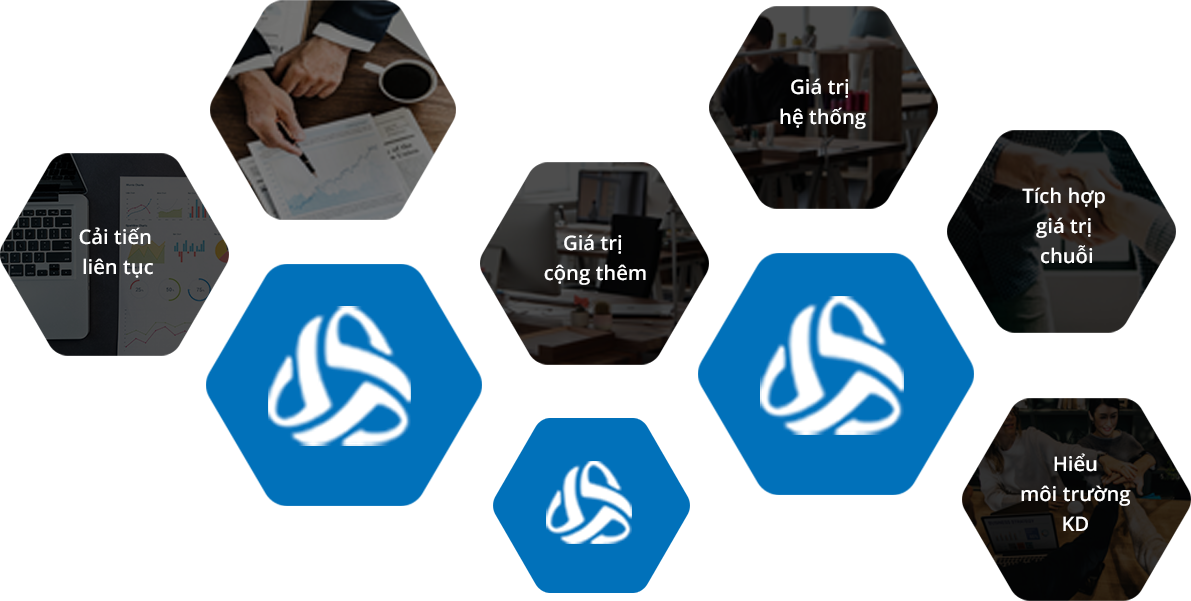 Cải tiến
liên tục
Giá trị
cộng thêm
Giá trị
hệ thống
Tích hợp
giá trị
chuỗi
Hiểu
môi trường
KD